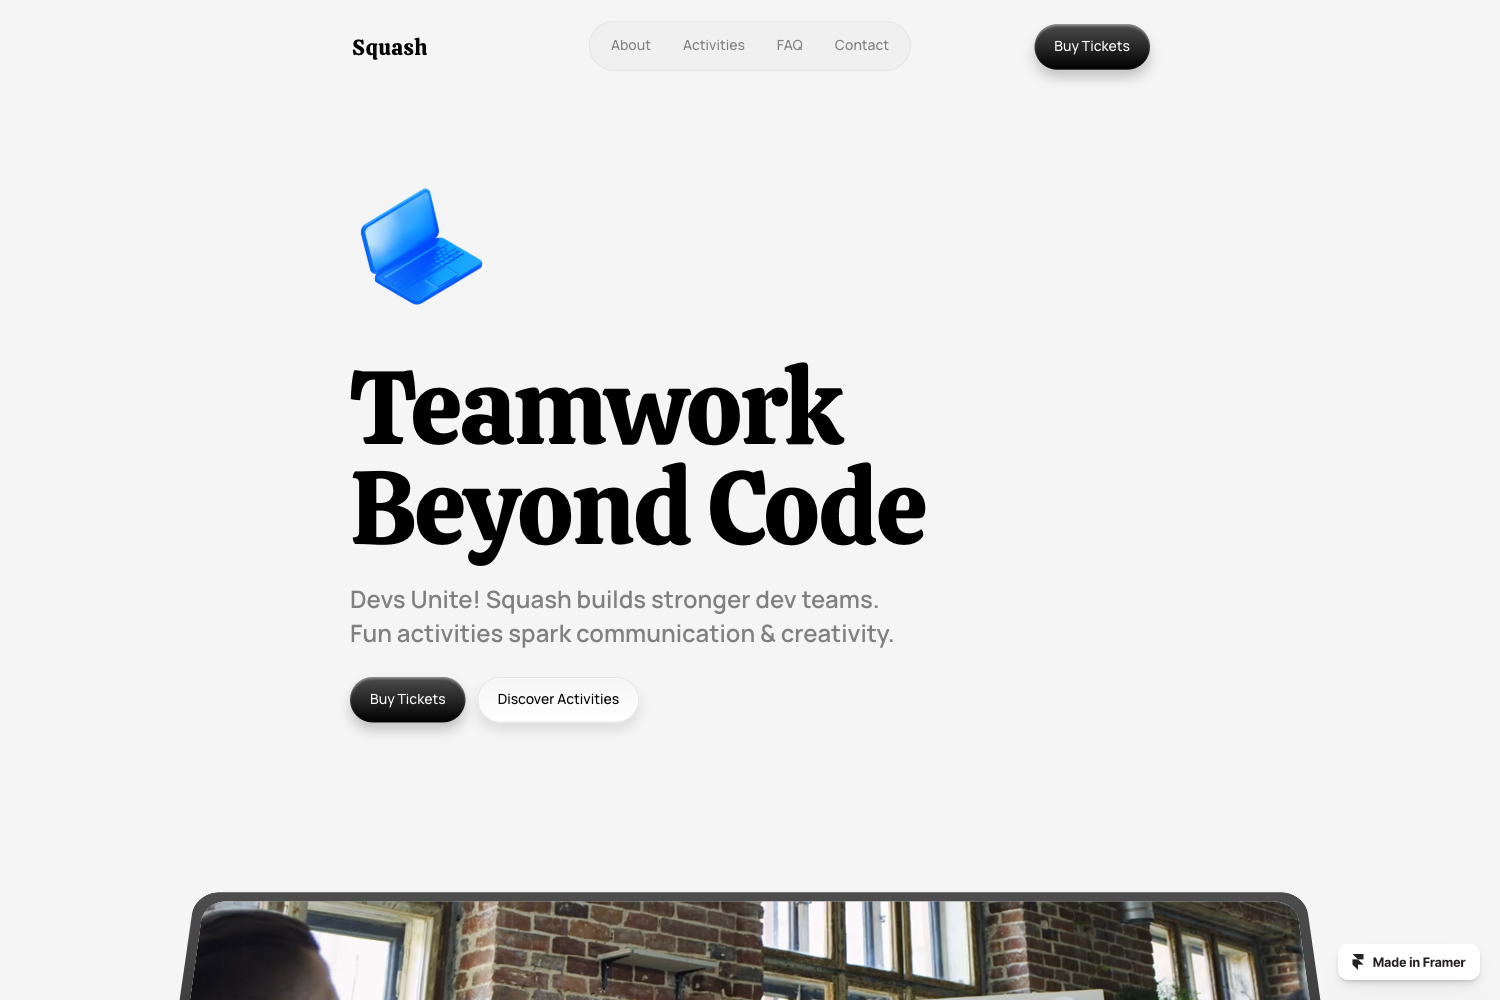 Squash
About
Activities
FAQ
Contact
Buy Tickets
Teamwork
Beyond Code
Devs Unite! Squash builds stronger dev teams.
Fun activities spark communication & creativity.
Buy Tickets
Discover Activities
Made in Framer